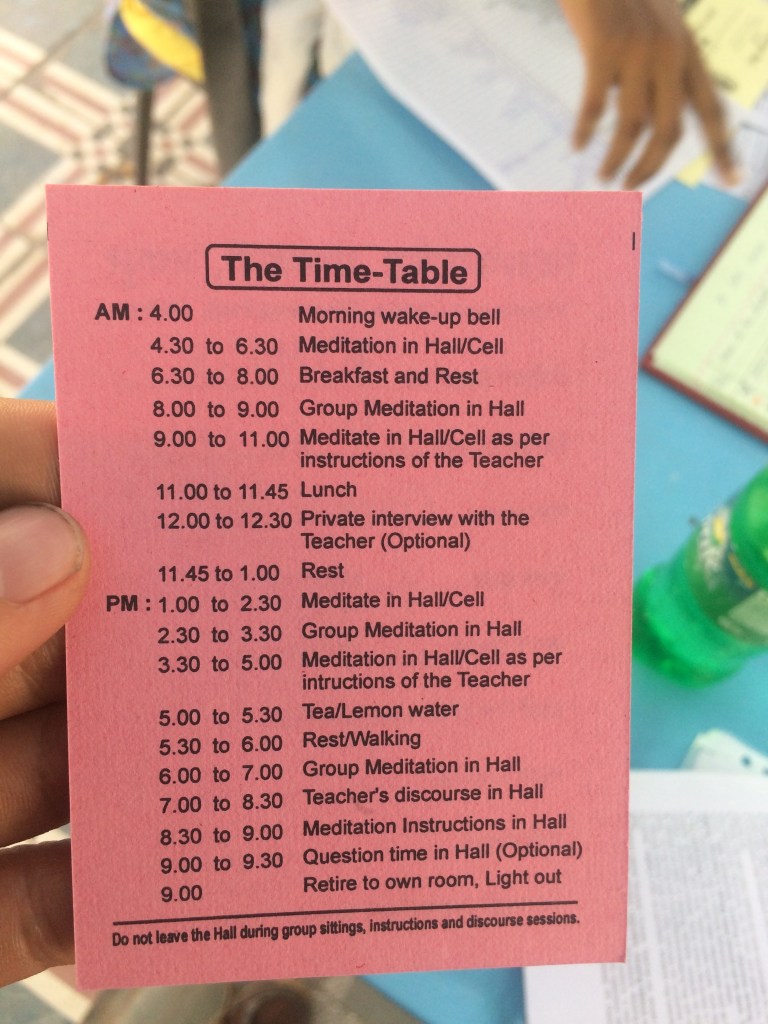 The Time-Table
AM : 4.00 Morning wake-up bell
4.30 to 6.30 Meditation in Hall/Cell
6.30 to 8.00 Breakfast and Rest
8.00 to 9.00 Group Meditation in Hall
9.00 to 11.00 Meditate in Hall/Cell as per
instructions of the Teacher
11.00 to 11.45 Lunch
12.00 to 12.30 Private interview with the
Teacher (Optional)
11.45 to 1.00 Rest
PM : 1.00 to 2.30 Meditate in Hall/Cell
2.30 to 3.30 Group Meditation in Hall
3.30 to 5.00 Meditation in Hall/Cell as per
intructions of the Teacher
5.00 to 5.30 Tea/Lemon water
5.30 to 6.00 Rest/Walking
6.00 to 7.00 Group Meditation in Hall
7.00 to 8.30 Teacher's discourse in Hall
8.30 to 9.00 Meditation Instructions in Hall
9.00 to 9.30 Question time in Hall (Optional)
9.00 Retire to own room, Light out
Do not leave the Hall during group sittings, instructions and discourse sessions.